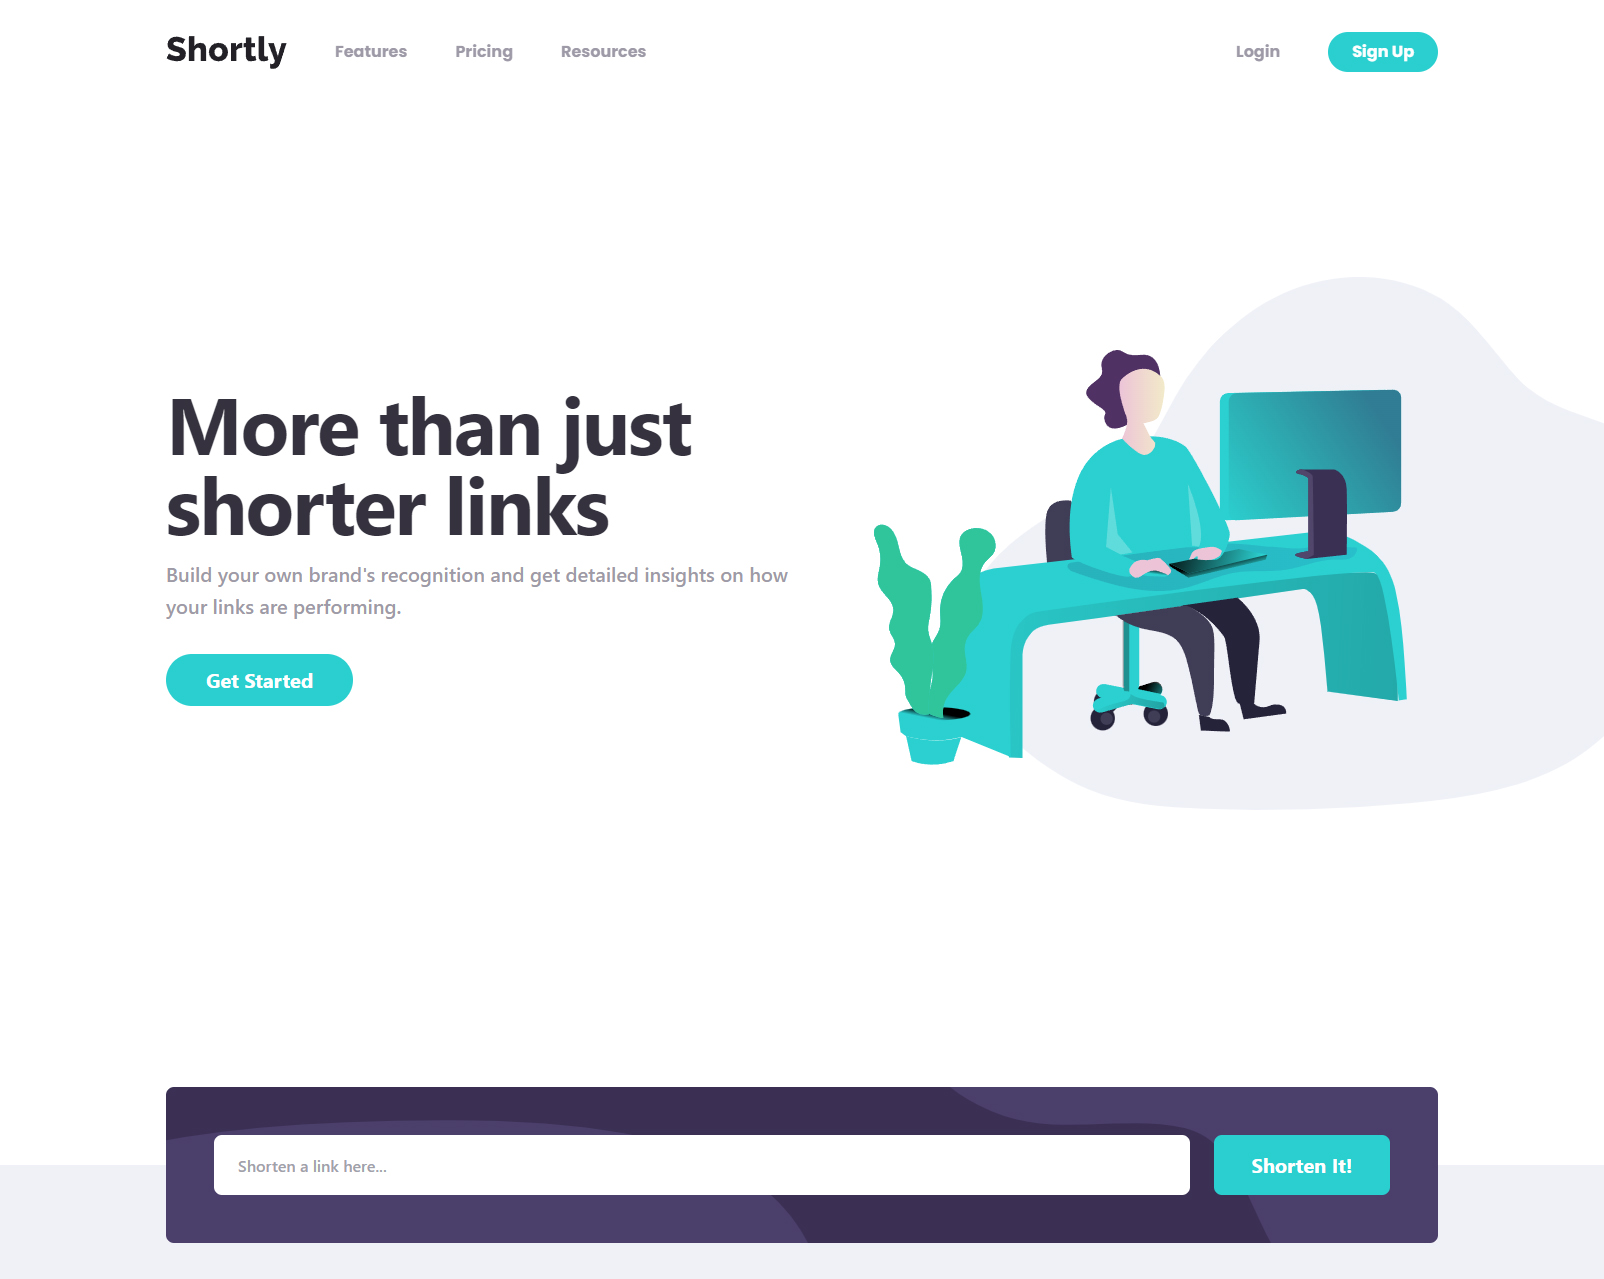 Shortly Features Pricing Resources Login Sign Up
More than just
shorter links
Build your own brand's recognition and get detailed insights on how
your links are performing.
Get Started
Shorten a link here... Shorten It!